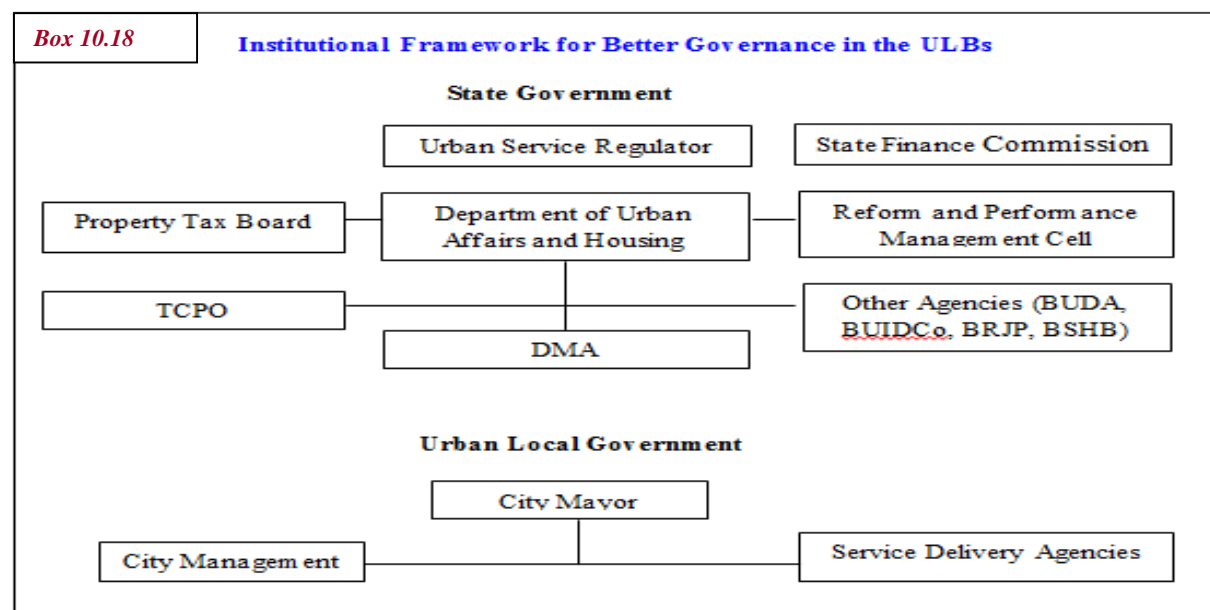 Box 10.18
Institutional Framework for Better Governance in the ULBs
State Government
Urban Service Regulator
State Finance Commission
Property Tax Board
Department of Urban
Affairs and Housing
Reform and Performance
Management Cell
TCPO
Other Agencies (BUDA,
BUIDCo, BRJP, BSHB)
DMA
Urban Local Government
City Mayor
City Management
Service Delivery Agencies